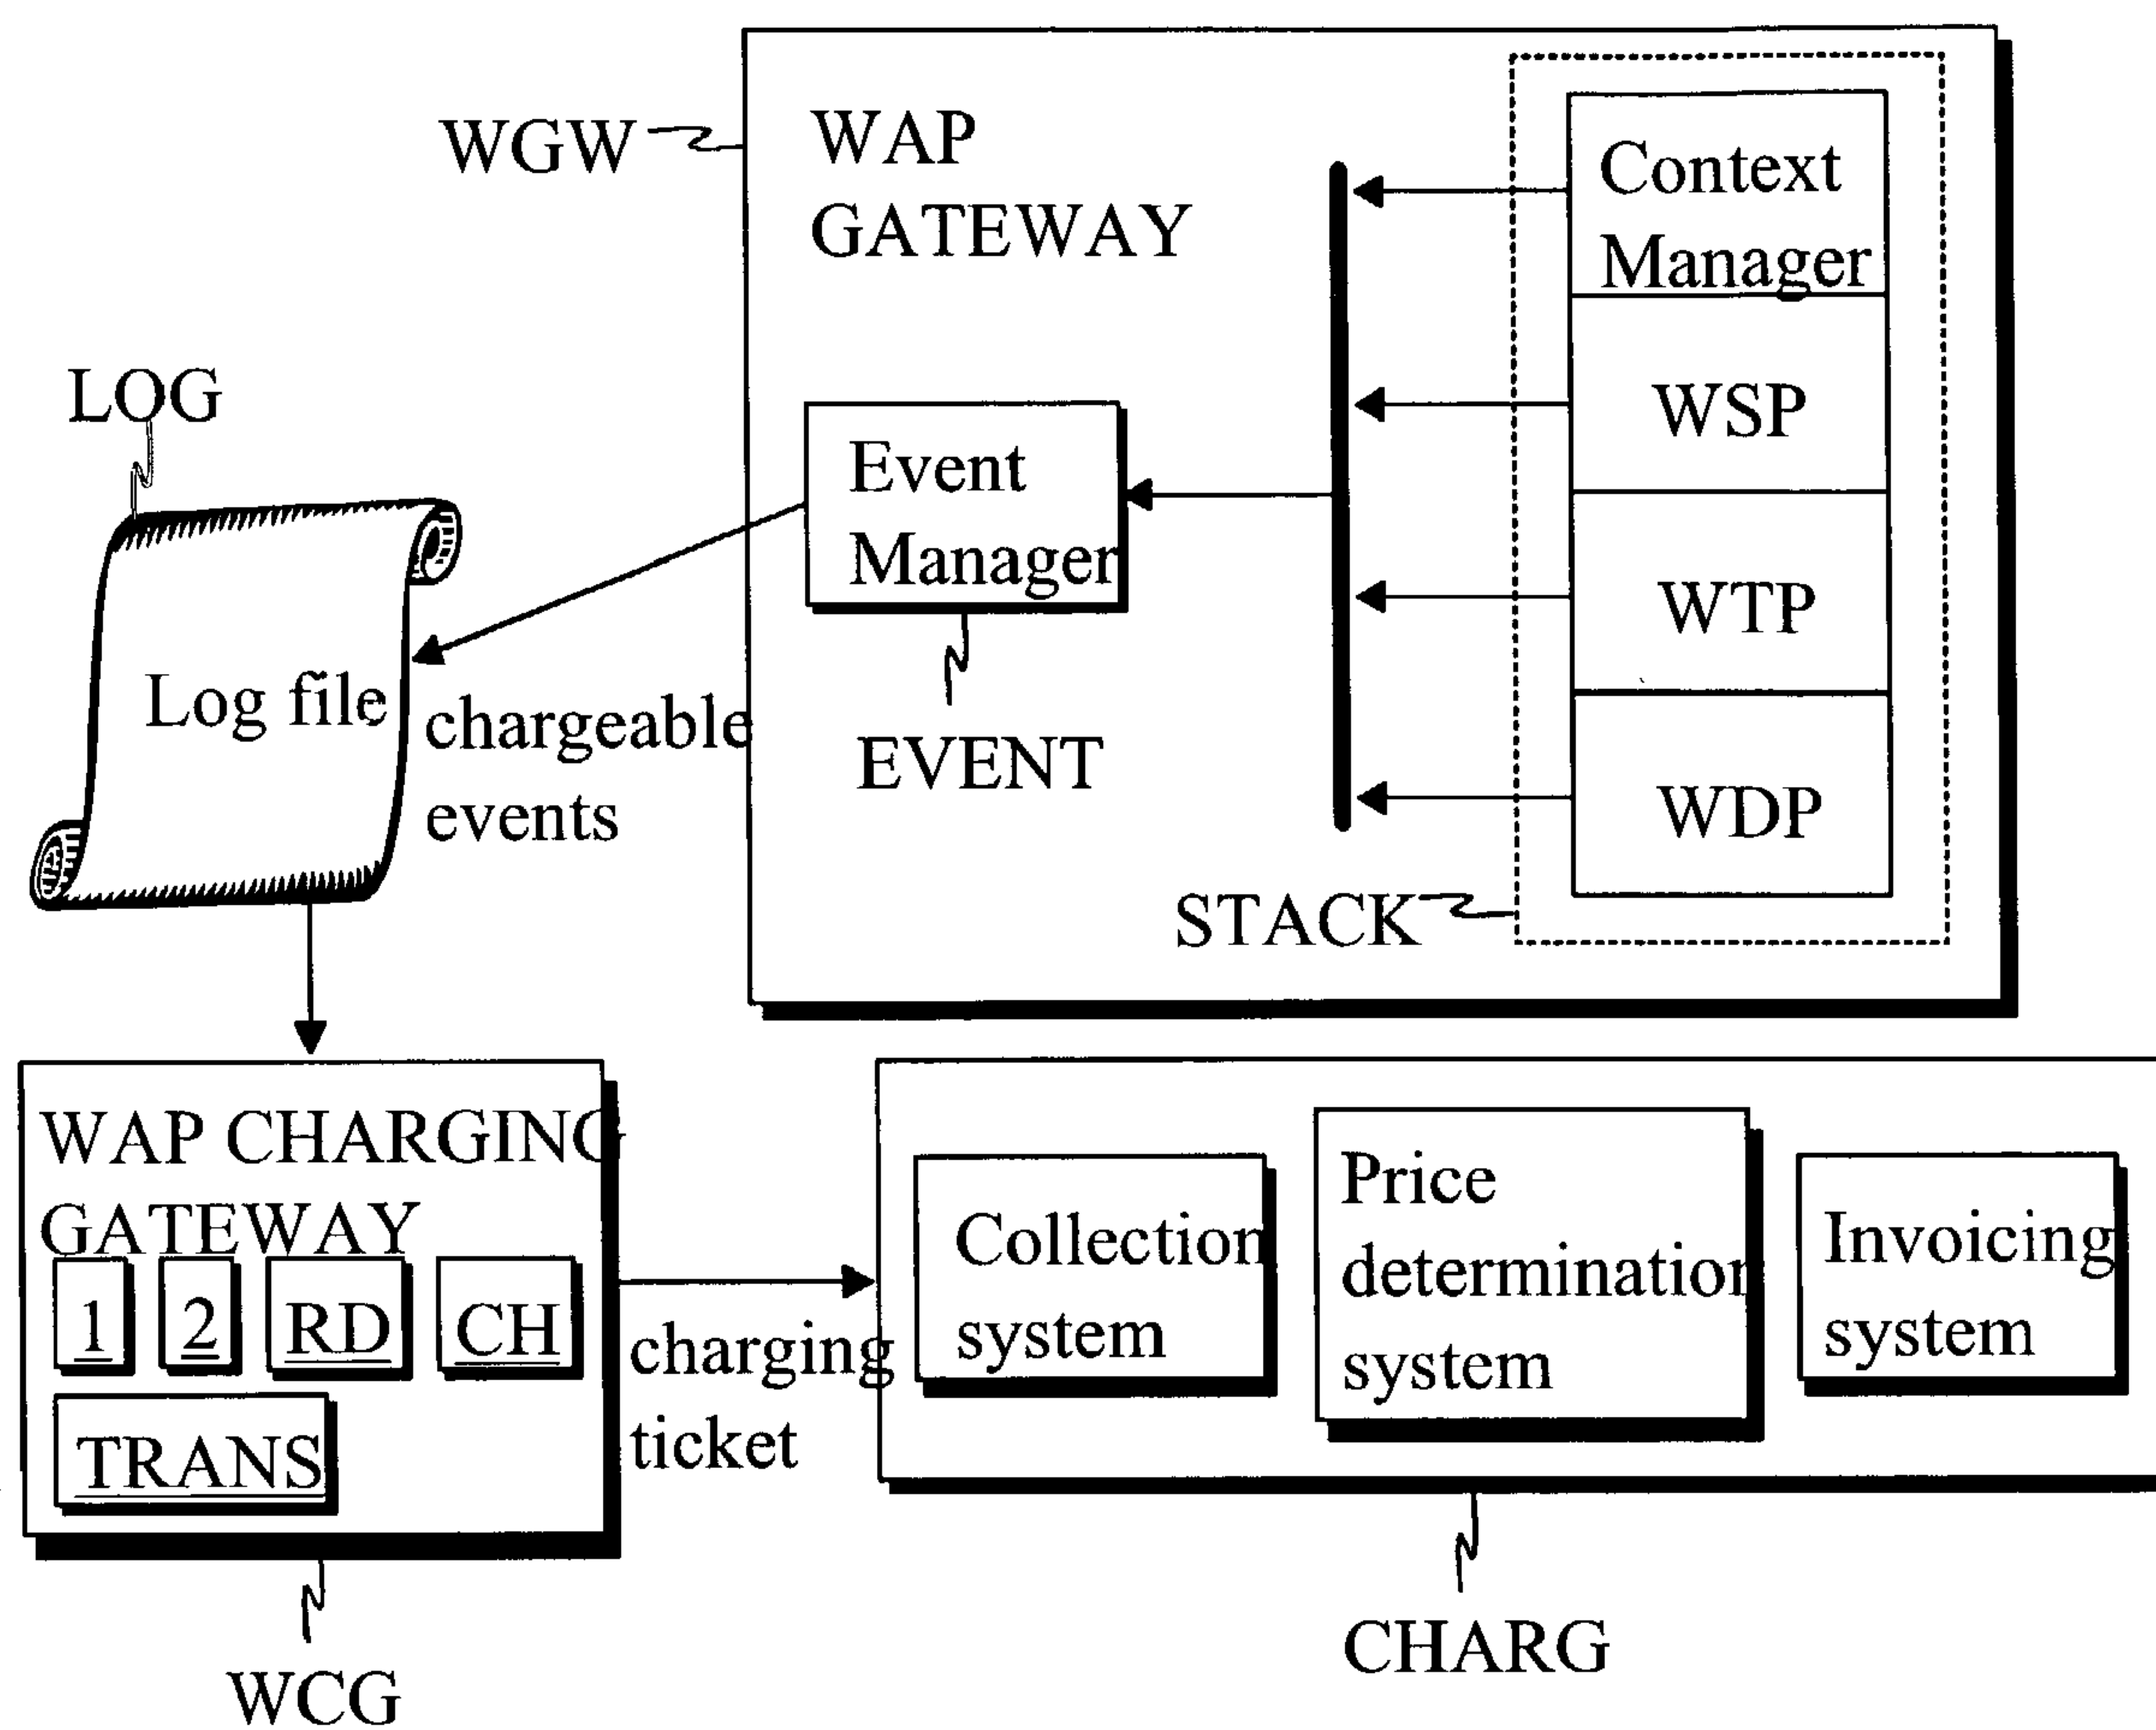 WGW
WAP
GATEWAY
Context
Manager
WSP
WTP
WDP
STACK
Event
Manager
EVENT
LOG
Log file
chargeable
events
WAP CHARGING
GATEWAY
1 2 RD CH
TRANS
WCG
charging
ticket
Collection
system
Price
determination
system
Invoicing
system
CHARG